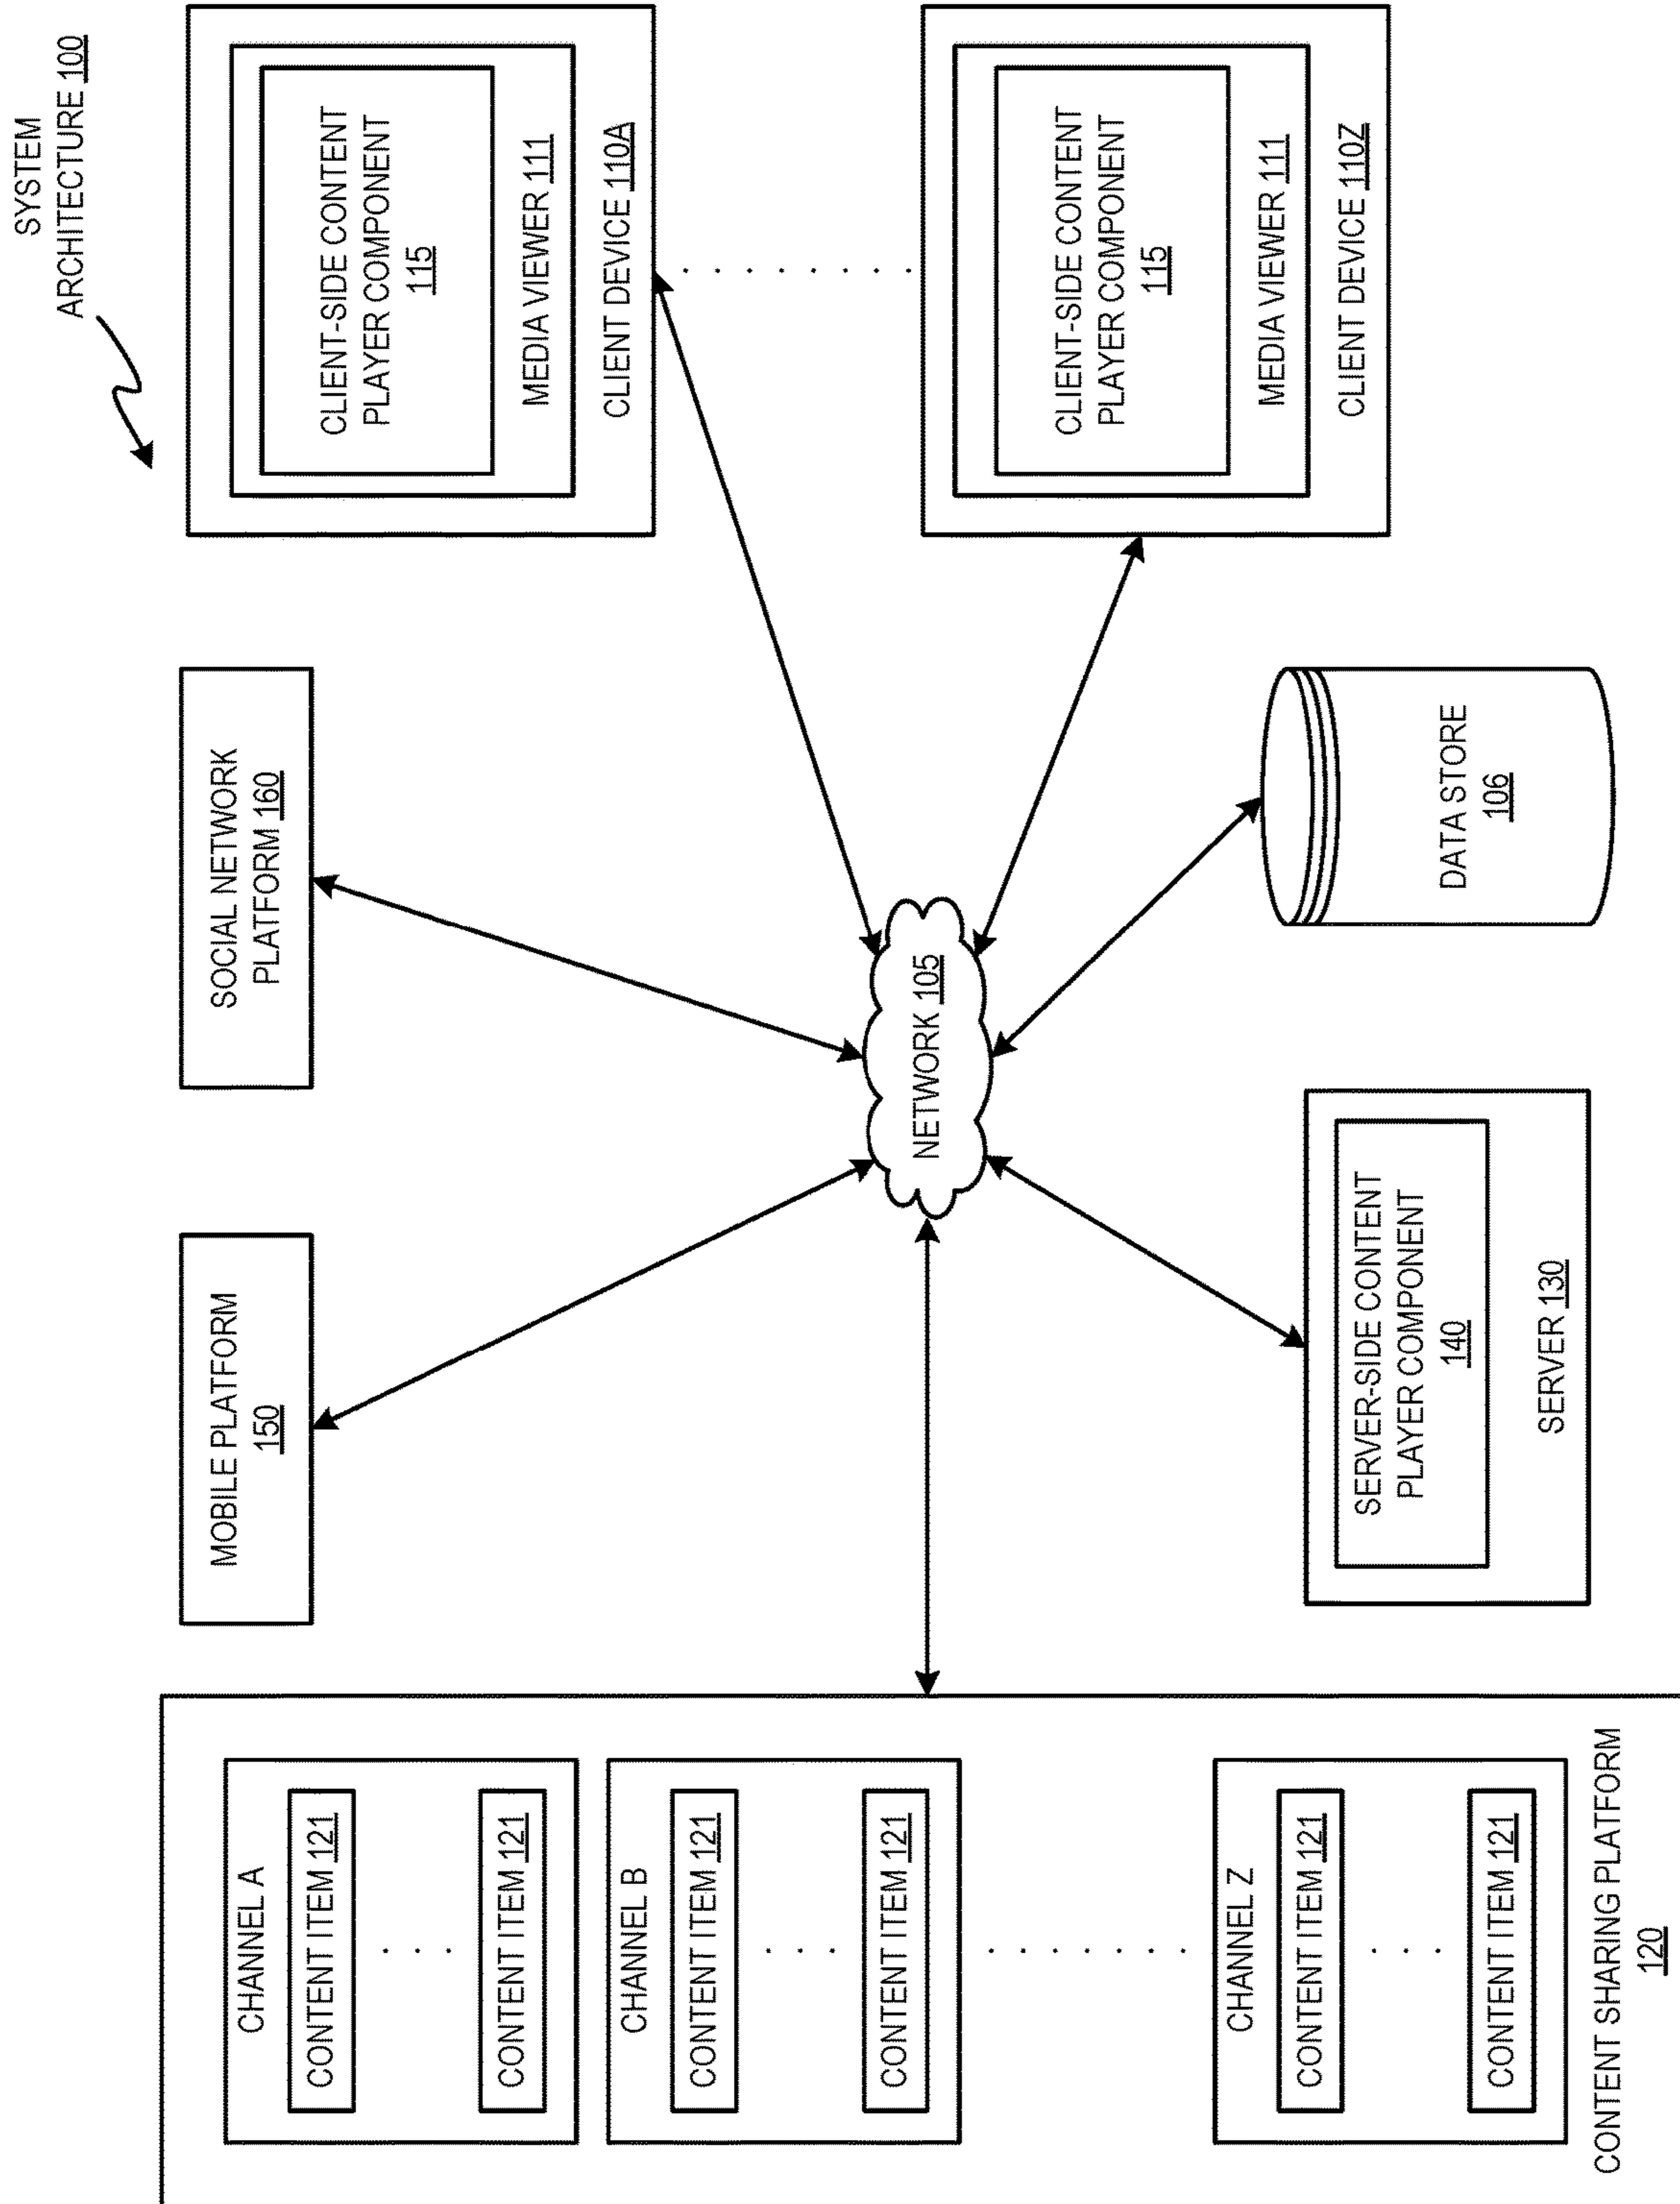 SYSTEM
ARCHITECTURE 100
CHANNEL A
CONTENT ITEM 121
CONTENT ITEM 121
CHANNEL B
CONTENT ITEM 121
CONTENT ITEM 121
CHANNEL Z
CONTENT ITEM 121
CONTENT ITEM 121
CONTENT SHARING PLATFORM
120
MOBILE PLATFORM
150
SOCIAL NETWORK
PLATFORM 160
NETWORK 105
SERVER-SIDE CONTENT
PLAYER COMPONENT
140
SERVER 130
DATA STORE
106
CLIENT-SIDE CONTENT
PLAYER COMPONENT
115
MEDIA VIEWER 111
CLIENT DEVICE 110A
CLIENT-SIDE CONTENT
PLAYER COMPONENT
115
MEDIA VIEWER 111
CLIENT DEVICE 110Z